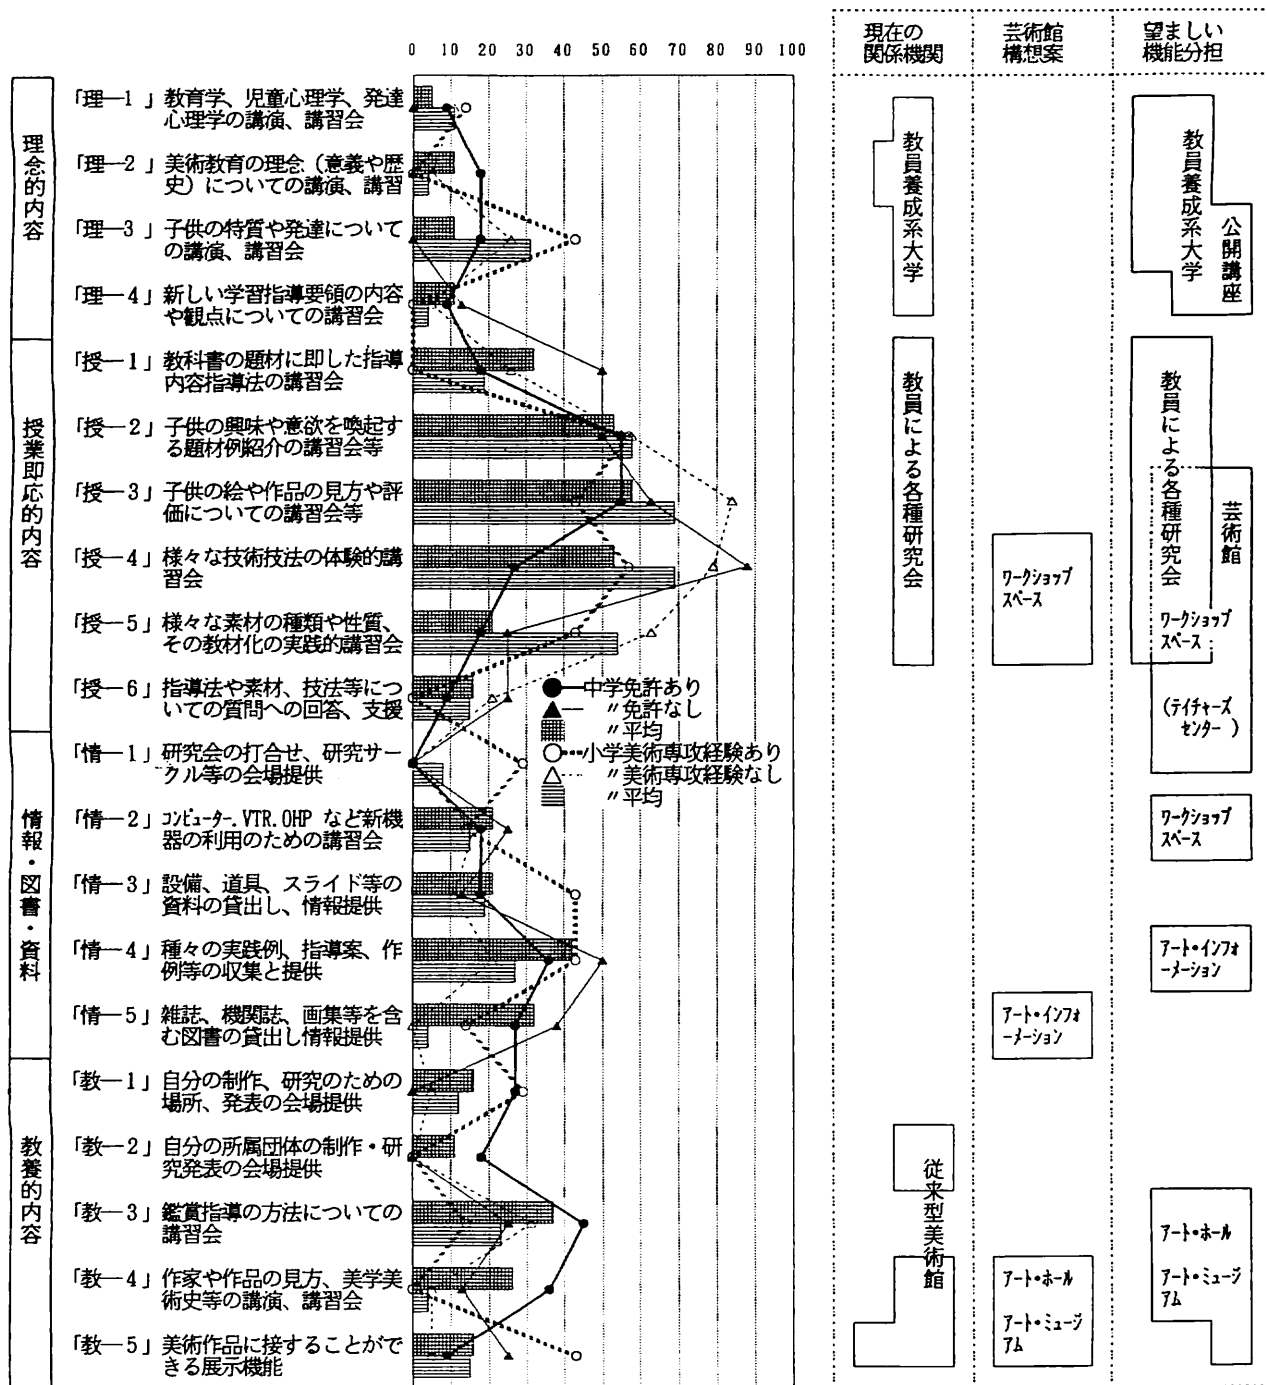 0 10 20 30 40 50 60 70 80 90 100
現在の
関係機関
芸術館
構想案
望ましい
機能分担
理念的内容
「理―1」教育学、児童心理学、発達
心理学の講演、講習会
「理―2」美術教育の理念（意義や歴
史）についての講演、講習
「理―3」子供の特質や発達について
の講演、講習会
「理―4」新しい学習指導要領の内容
や観点についての講習会
授業即応的内容
「授―1」教科書の題材に即した指導
内容指導法の講習会
「授―2」子供の興味や意欲を喚起す
る題材例紹介の講習会等
「授―3」子供の絵や作品の見方や評
価についての講習会等
「授―4」様々な技術技法の体験的講
習会
「授―5」様々な素材の種類や性質、
その教材化の実践的講習会
「授―6」指導法や素材、技法等につ
いての質問への回答、支援
情報・図書・資料
「情―1」研究会の打合せ、研究サー
クル等の会場提供
「情―2」コンピューター.VTR.OHP など新機
器の利用のための講習会
「情―3」設備、道具、スライド等の
資料の貸出し、情報提供
「情―4」種々の実践例、指導案、作
例等の収集と提供
「情―5」雑誌、機関誌、画集等を含
む図書の貸出し情報提供
教養的内容
「教―1」自分の制作、研究のための
場所、発表の会場提供
「教―2」自分の所属団体の制作・研
究発表の会場提供
「教―3」鑑賞指導の方法についての
講習会
「教―4」作家や作品の見方、美学美
術史等の講演、講習会
「教―5」美術作品に接することがで
きる展示機能
中学免許あり
〃免許なし
〃平均
小学美術専攻経験あり
〃美術専攻経験なし
〃平均
教員養成系大学
教員による各種研究会
従来型美術館
ワークショップ
スペース
アート・インフォ
ーメーション
アート・ホール
アート・ミュージ
アム
教員養成系大学
公開講座
教員による各種研究会
芸術館
ワークショップ
スペース
(テイチャーズ
センター)
ワークショップ
スペース
アート・インフォ
ーメーション
アート・ホール
アート・ミュージ
アム